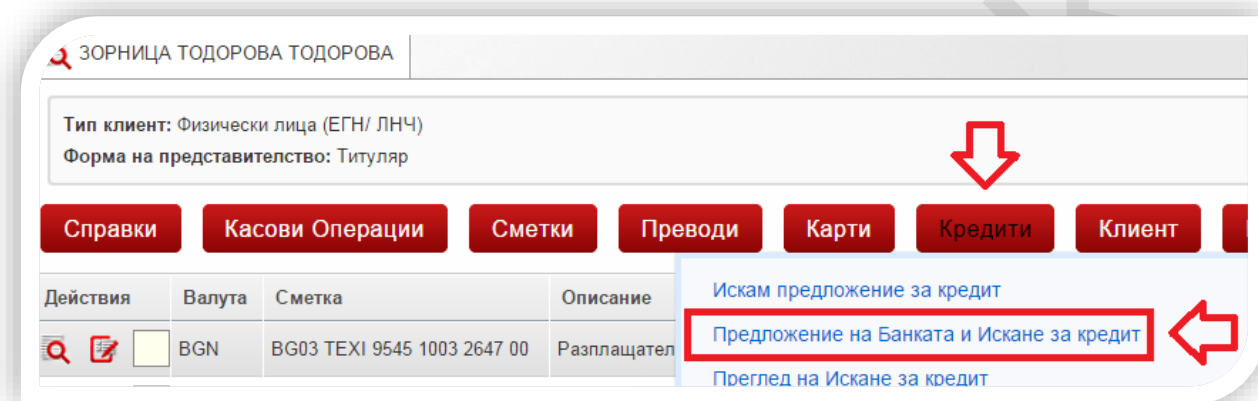 ЗОРНИЦА ТОДОРОВА ТОДОРОВА
Тип клиент: Физически лица (ЕГН/ ЛНЧ)
Форма на представителство: Титуляр
Справки Касови Операции Сметки Преводи Карти Кредити Клиент
Действия Валута Сметка Описание
Искам предложение за кредит
Предложение на Банката и Искане за кредит
BGN BG03 TEXI 9545 1003 2647 00 Разплащател
Преглед на Искане за кредит